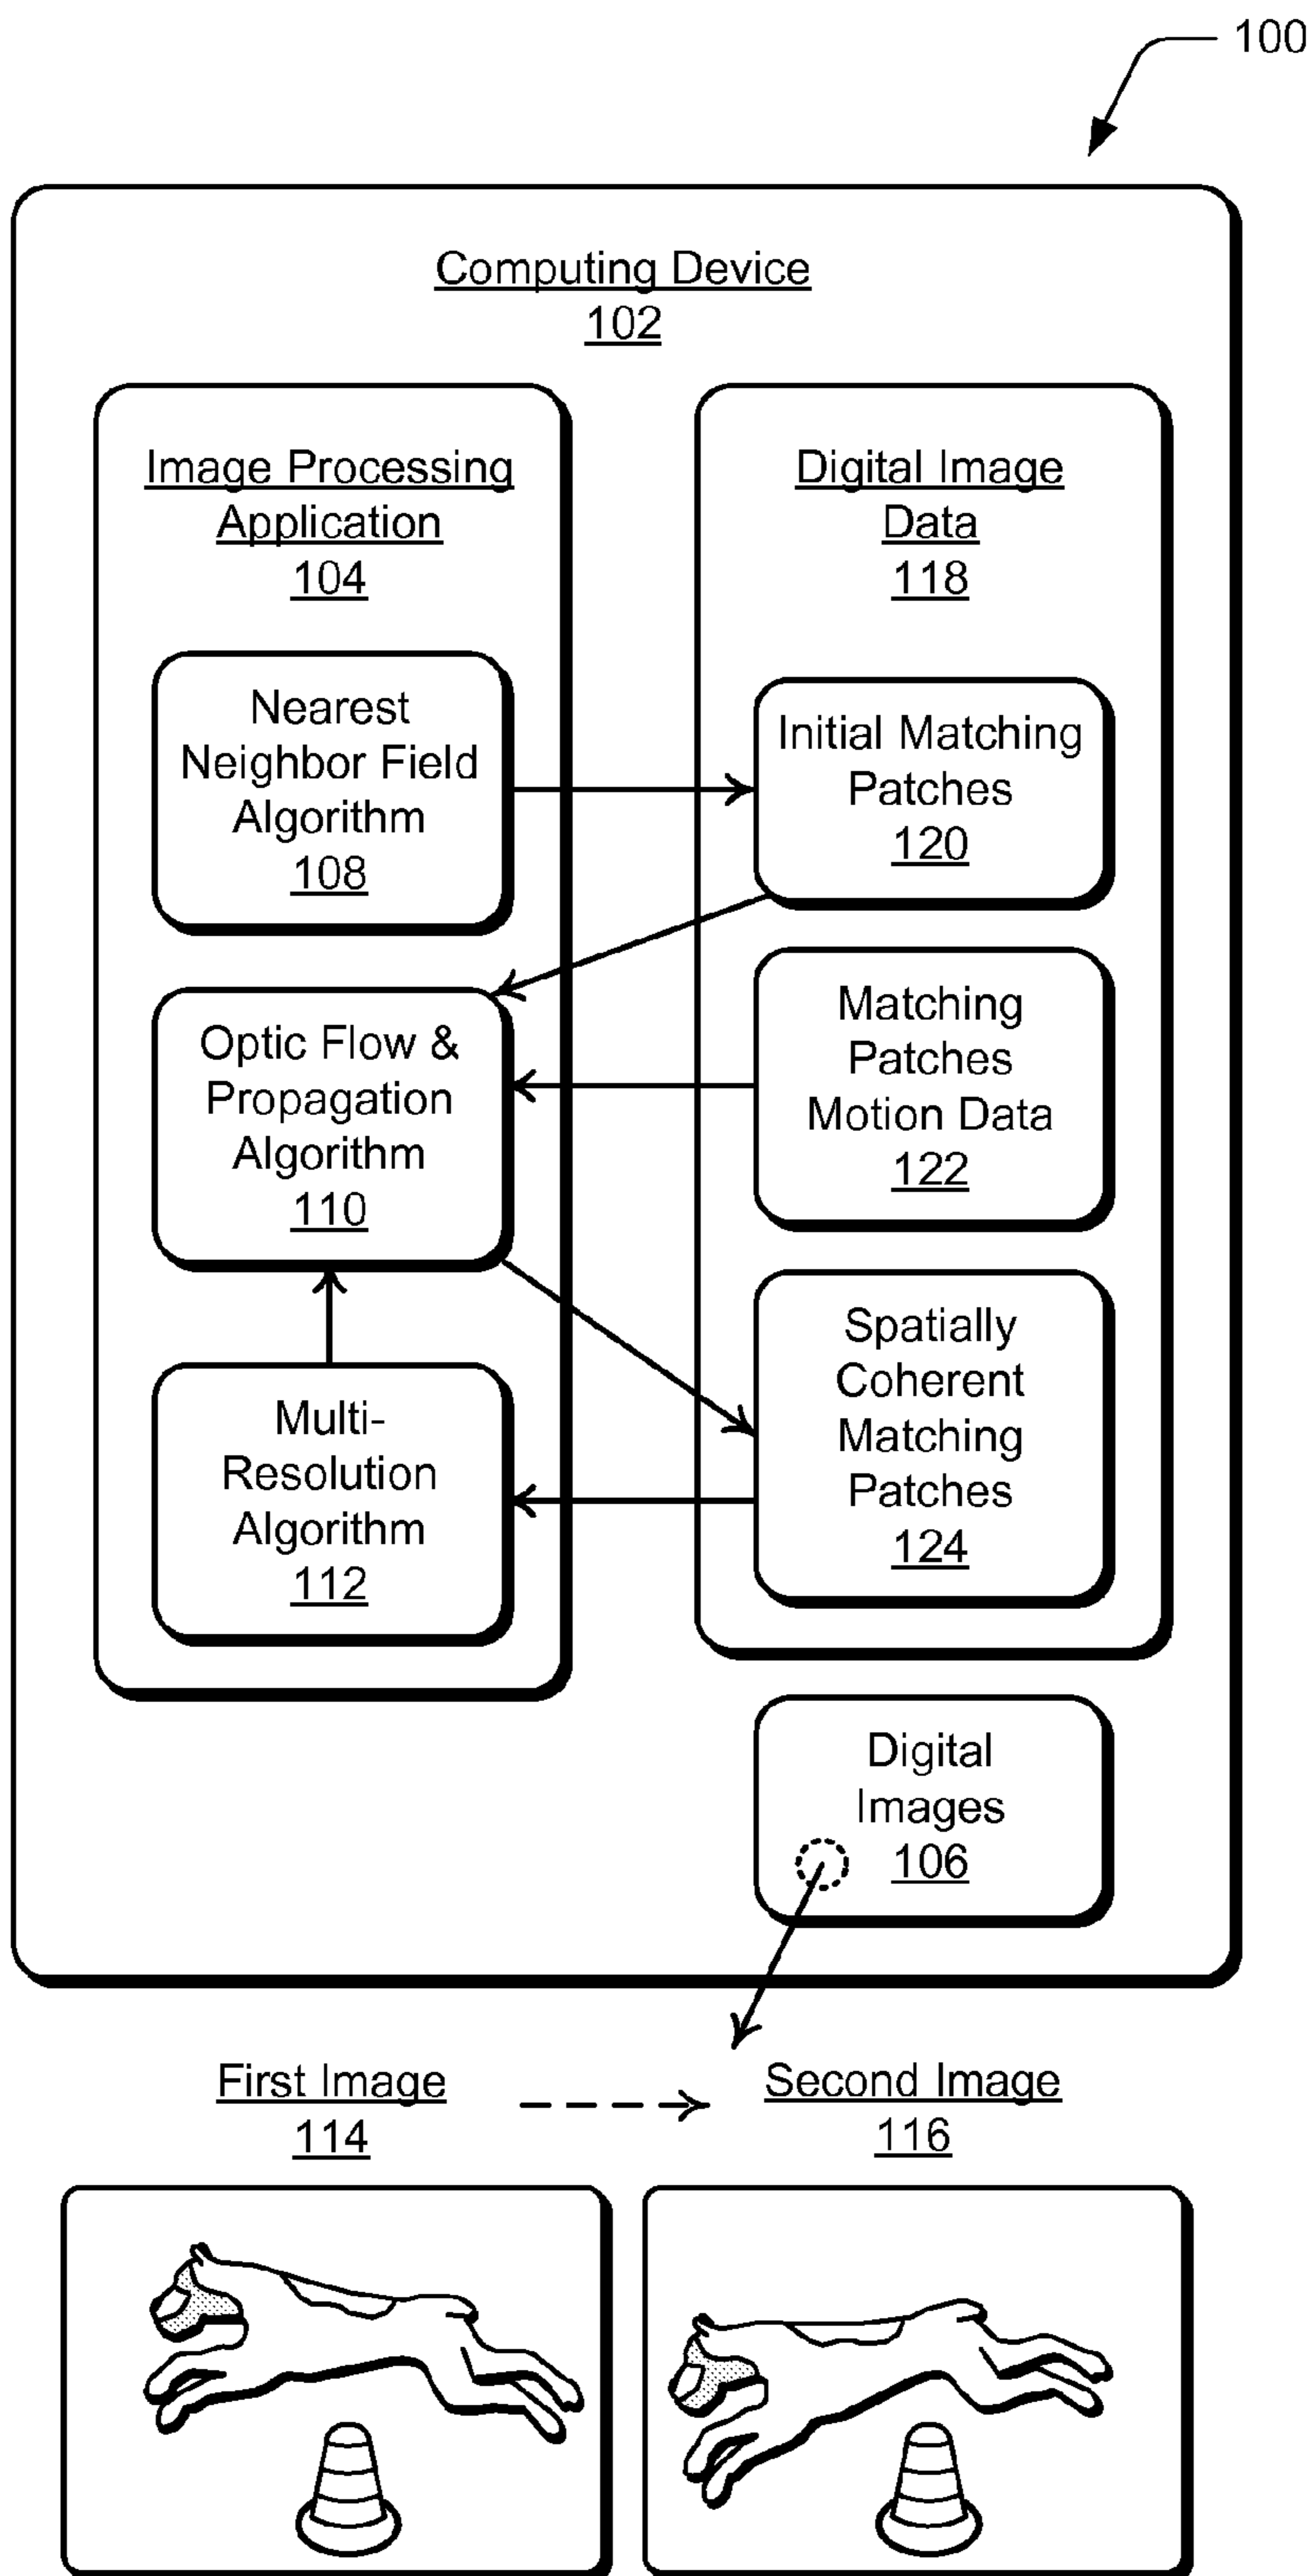 100
Computing Device
102
Image Processing
Application
104
Nearest
Neighbor Field
Algorithm
108
Optic Flow &
Propagation
Algorithm
110
Multi-
Resolution
Algorithm
112
Digital Image
Data
118
Initial Matching
Patches
120
Matching
Patches
Motion Data
122
Spatially
Coherent
Matching
Patches
124
Digital
Images
106
First Image
114
Second Image
116